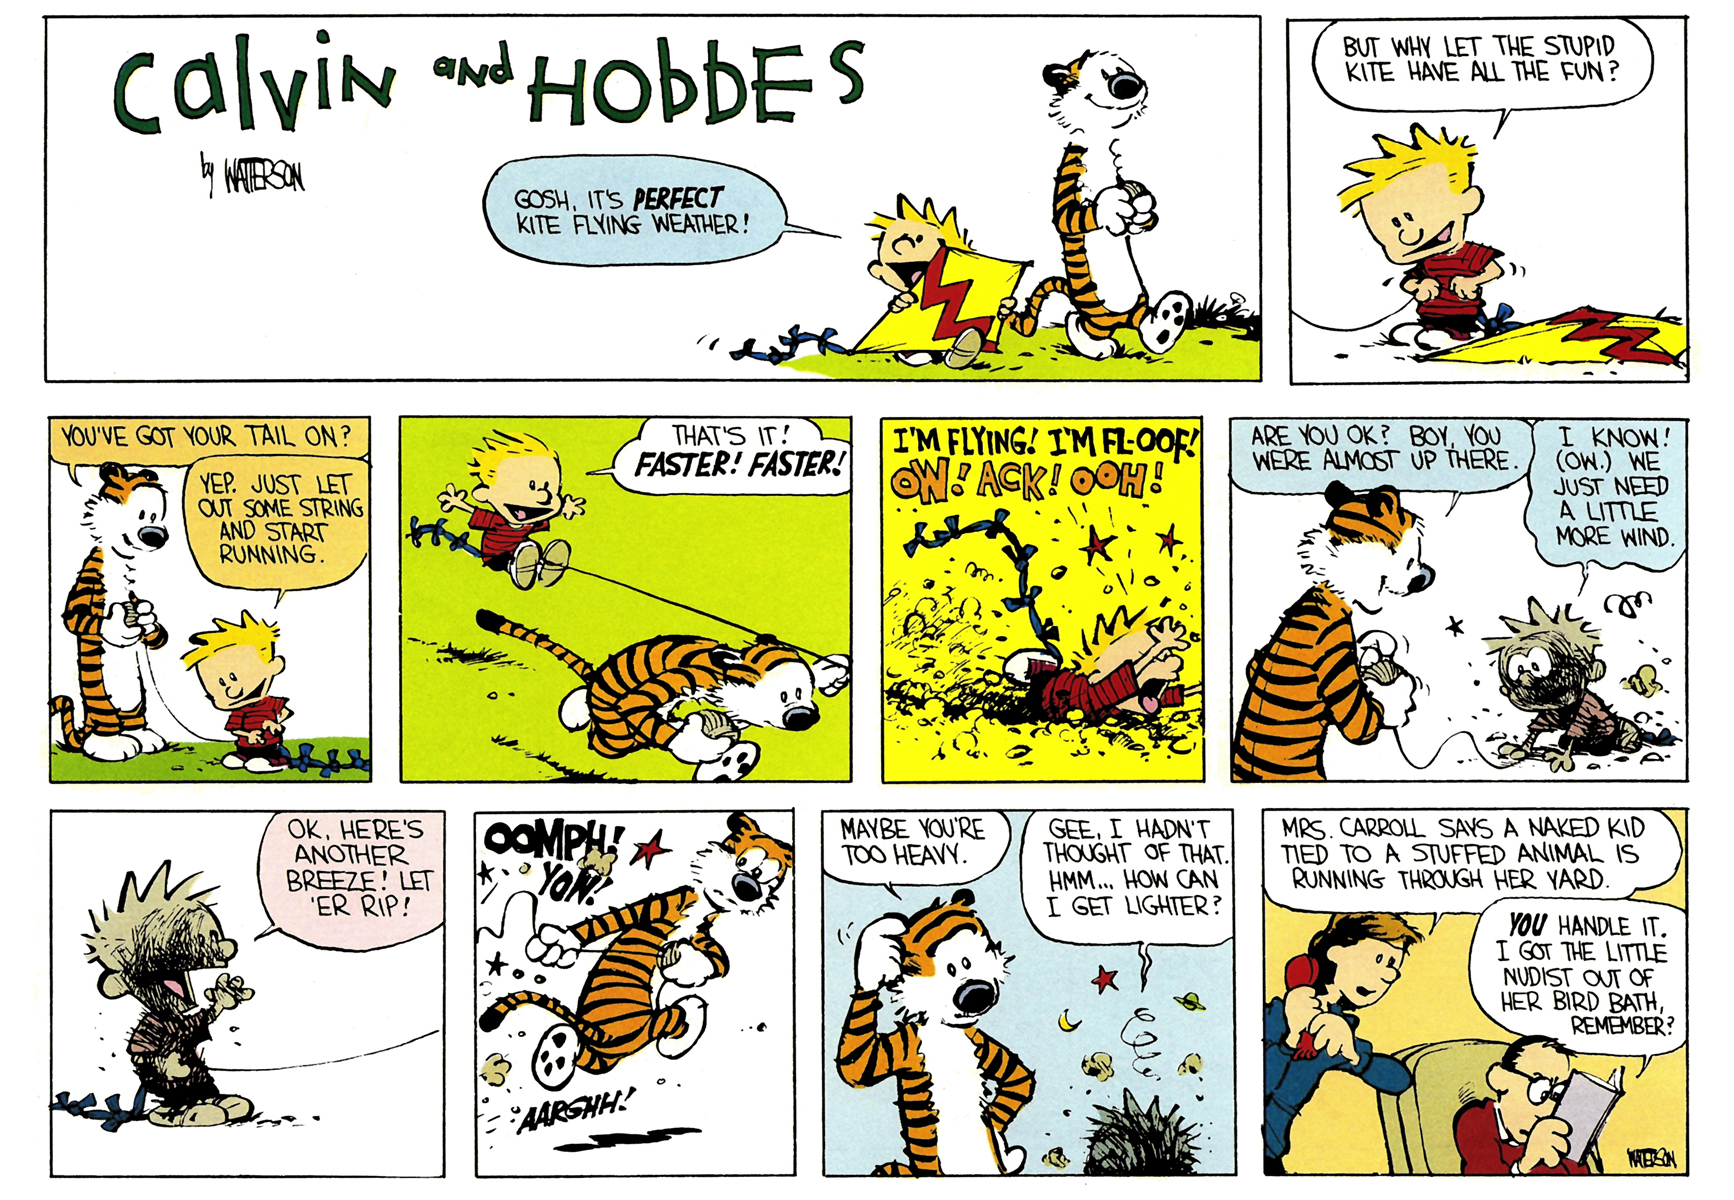 CALVIN AND HOBBES
by WATTERSON
GOSH, IT'S PERFECT
KITE FLYING WEATHER!
BUT WHY LET THE STUPID
KITE HAVE ALL THE FUN?
YOU'VE GOT YOUR TAIL ON?
YEP. JUST LET
OUT SOME STRING
AND START
RUNNING.
THAT'S IT!
FASTER! FASTER!
I'M FLYING! I'M FL-OOF!
OW! ACK! OOH!
ARE YOU OK? BOY, YOU
WERE ALMOST UP THERE.
I KNOW!
(OW.) WE
JUST NEED
A LITTLE
MORE WIND.
OK, HERE'S
ANOTHER
BREEZE! LET
'ER RIP!
OOMPH!
YOW!
AARGHH!
MAYBE YOU'RE
TOO HEAVY.
GEE, I HADN'T
THOUGHT OF THAT.
HMM... HOW CAN
I GET LIGHTER?
MRS. CARROLL SAYS A NAKED KID
TIED TO A STUFFED ANIMAL IS
RUNNING THROUGH HER YARD.
YOU HANDLE IT.
I GOT THE LITTLE
NUDIST OUT OF
HER BIRD BATH,
REMEMBER?
WATTERSON